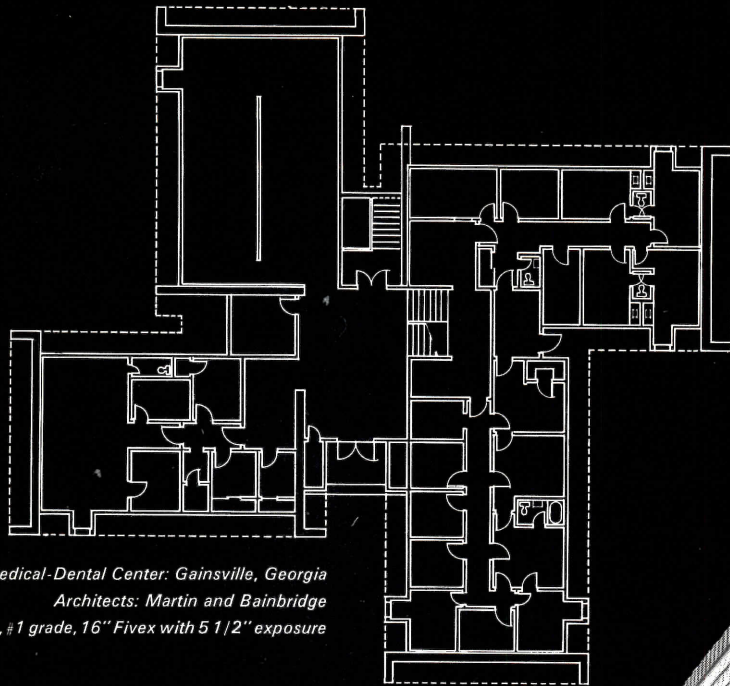 edical-Dental Center: Gainsville, Georgia
Architects: Martin and Bainbridge
, #1 grade, 16" Fivex with 5 1/2" exposure